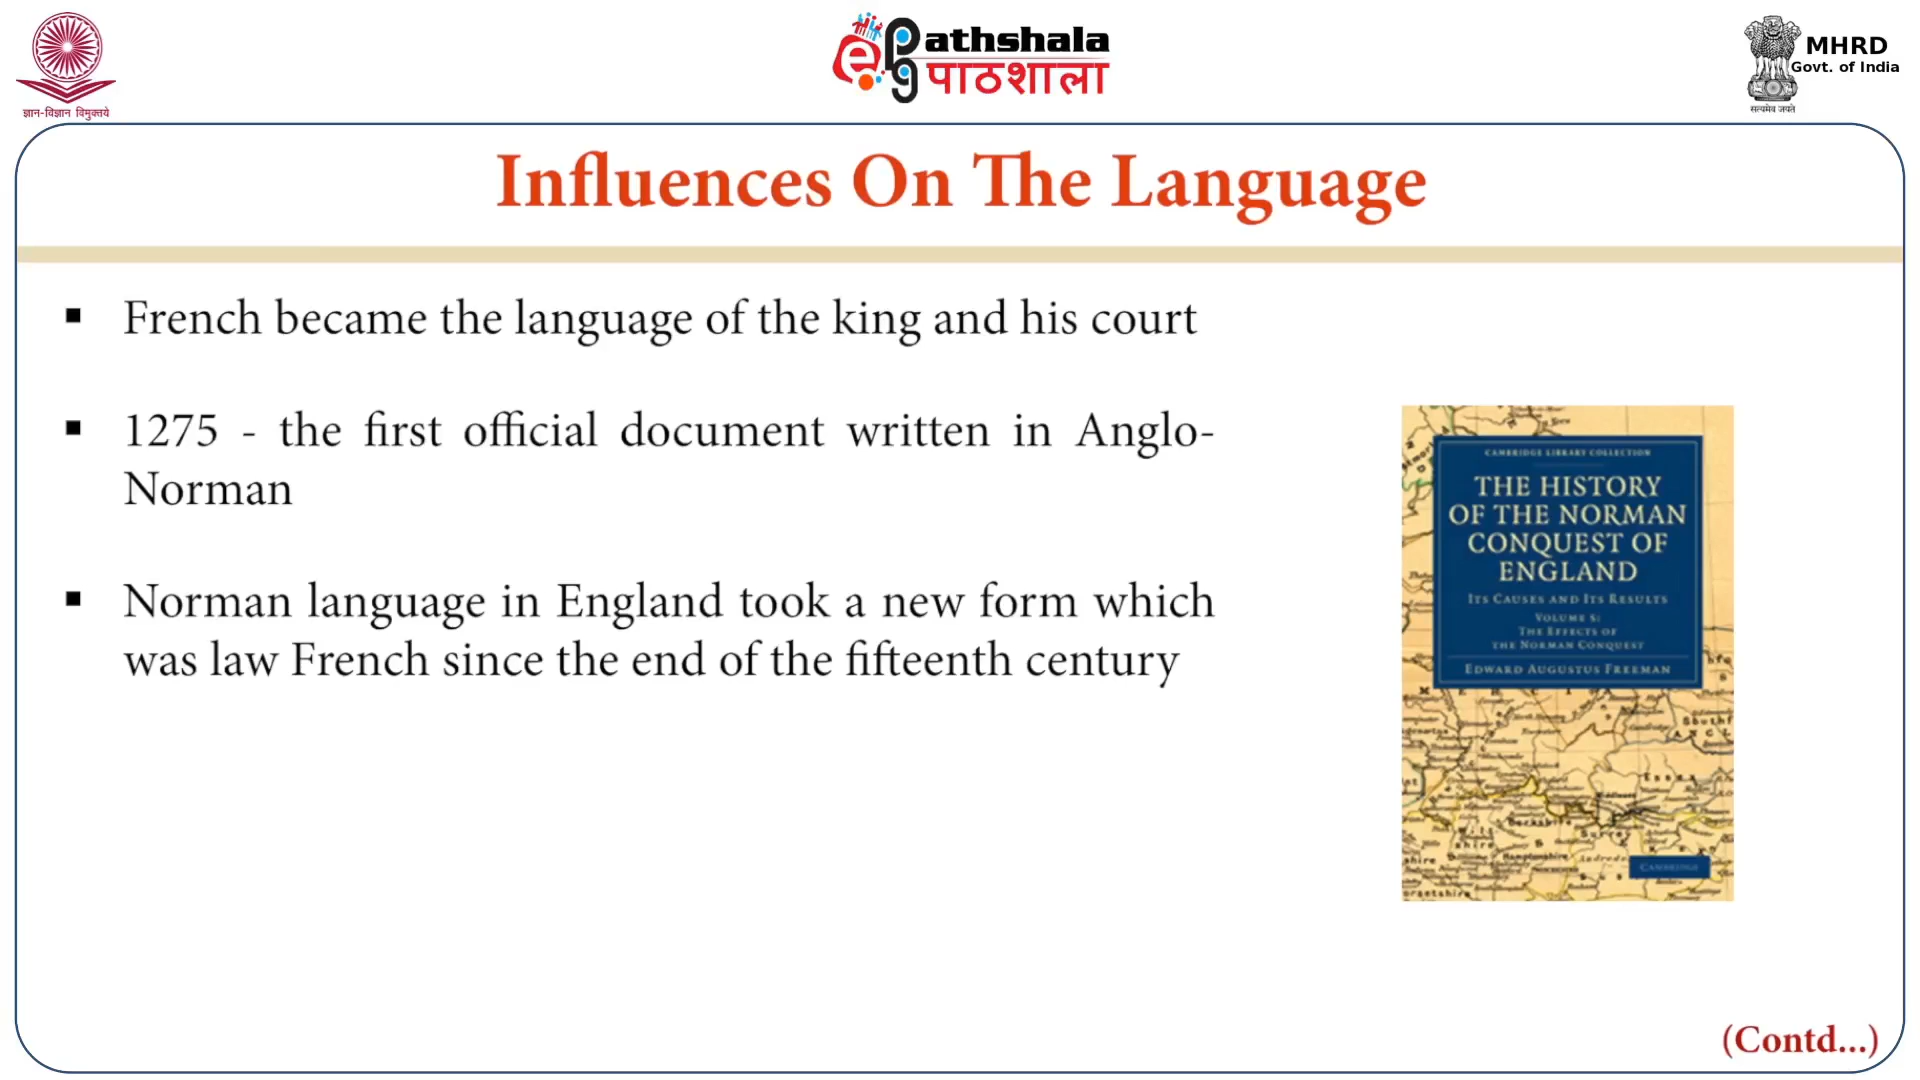 ज्ञान-विज्ञान विमुक्तये
ePathshala
पाठशाला
MHRD
Govt. of India
सत्यमेव जयते
Influences On The Language
▪ French became the language of the king and his court
▪ 1275 - the first official document written in Anglo-
Norman
▪ Norman language in England took a new form which
was law French since the end of the fifteenth century
CAMBRIDGE LIBRARY COLLECTION
THE HISTORY
OF THE NORMAN
CONQUEST OF
ENGLAND
ITS CAUSES AND ITS RESULTS
VOLUME 5:
THE EFFECTS OF
THE NORMAN CONQUEST
EDWARD AUGUSTUS FREEMAN
CAMBRIDGE
(Contd...)